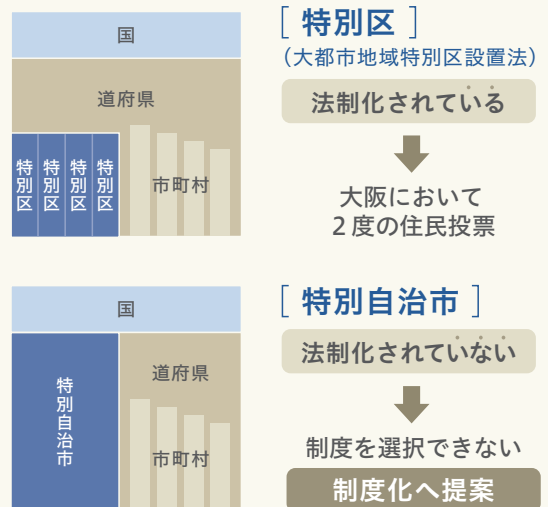 国
道府県
特別区
特別区
特別区
特別区
市町村
［特別区］
（大都市地域特別区設置法）
法制化されている
大阪において
２度の住民投票
国
特別自治市
道府県
市町村
［特別自治市］
法制化されていない
制度を選択できない
制度化へ提案